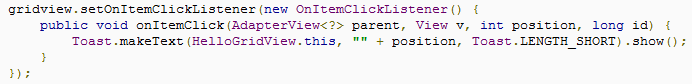 gridview.setOnItemClickListener(new OnItemClickListener() {
    public void onItemClick(AdapterView<?> parent, View v, int position, long id) {
        Toast.makeText(HelloGridView.this, "" + position, Toast.LENGTH_SHORT).show();
    }
});